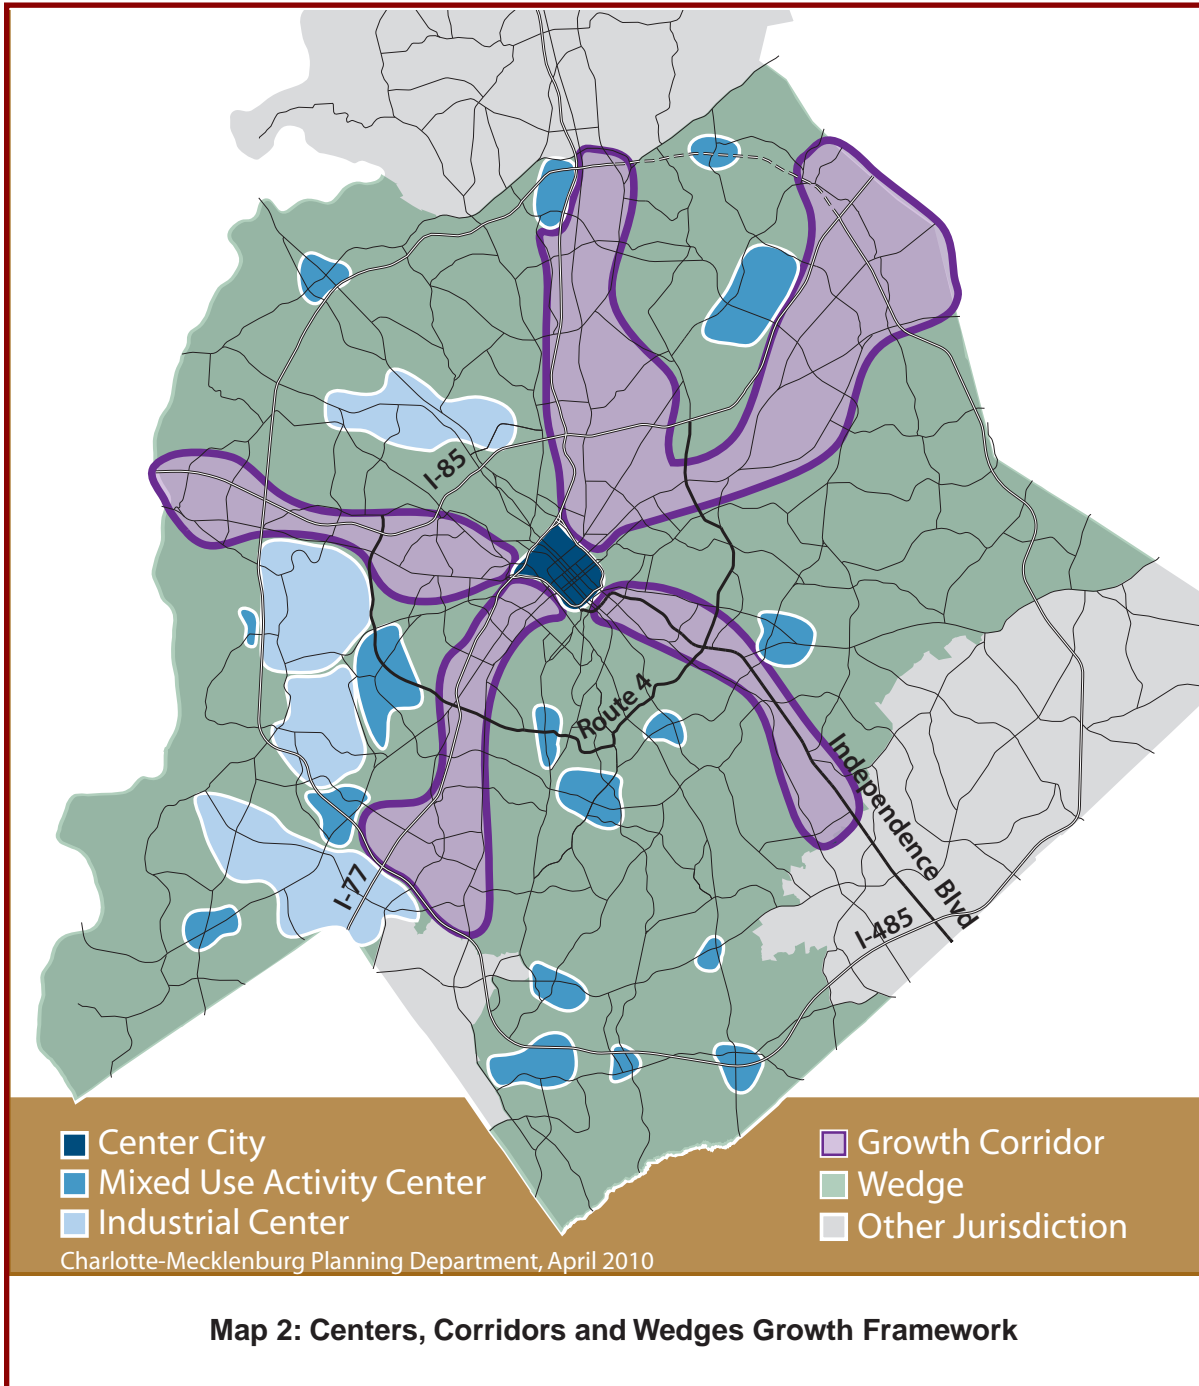 I-85
Route 4
Independence Blvd
I-77
I-485
Center City
Mixed Use Activity Center
Industrial Center
Growth Corridor
Wedge
Other Jurisdiction
Charlotte-Mecklenburg Planning Department, April 2010
Map 2: Centers, Corridors and Wedges Growth Framework